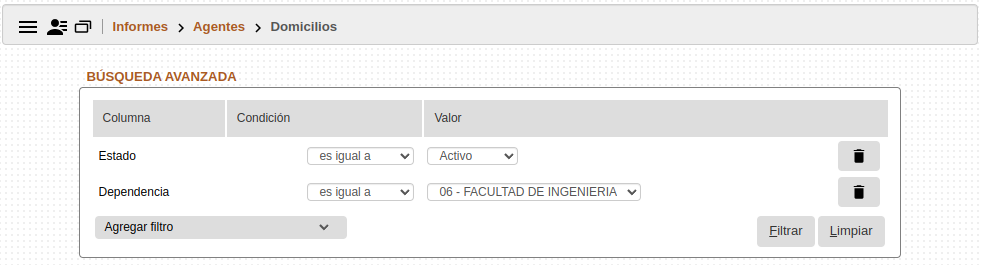 Informes > Agentes > Domicilios
BÚSQUEDA AVANZADA
Columna Condición Valor
Estado es igual a Activo
Dependencia es igual a 06 - FACULTAD DE INGENIERIA
Agregar filtro Filtrar Limpiar